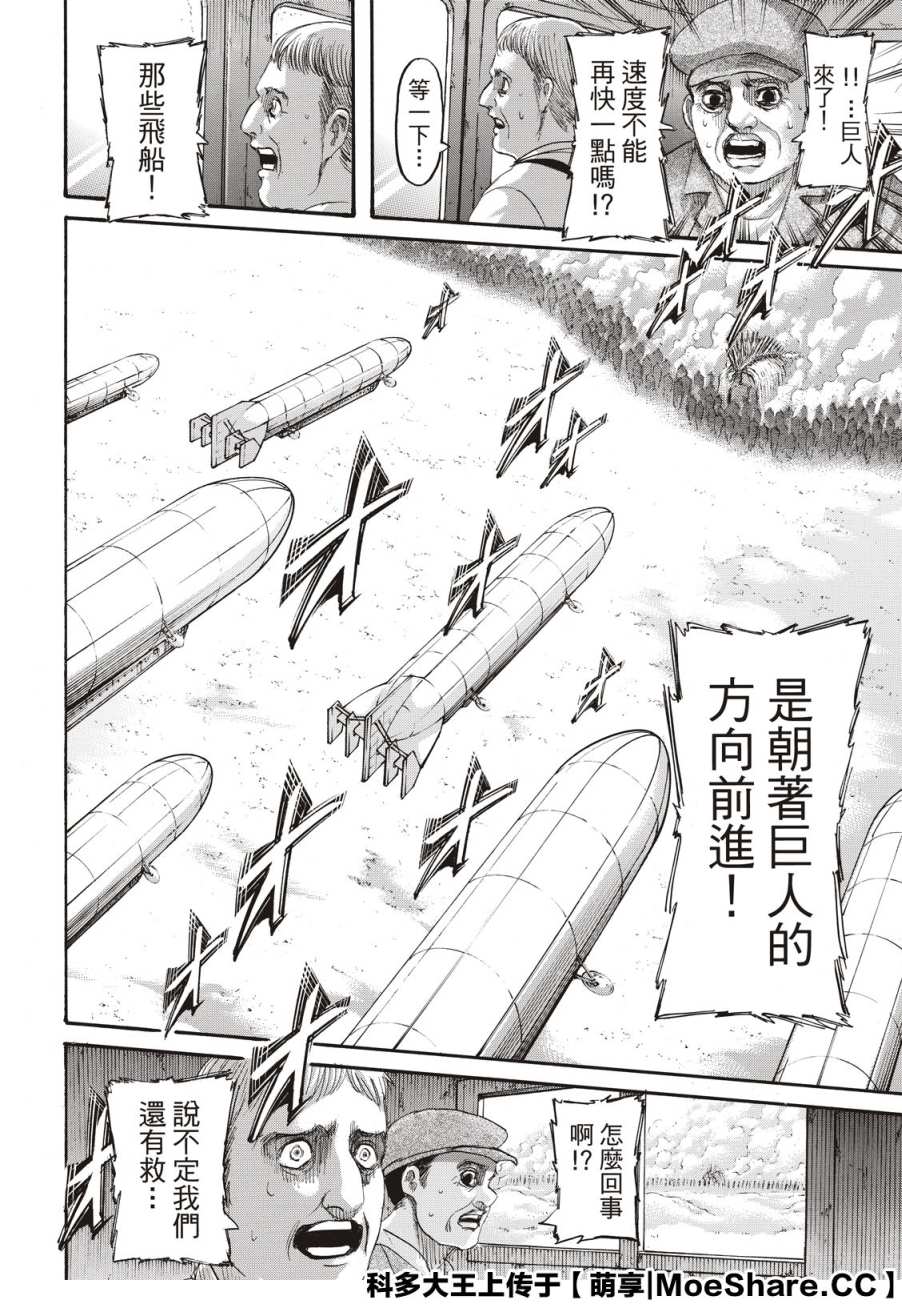 !!…巨人
來了！
速度不能
再快一點嗎!?
等一下…
那些飛船！
是朝著巨人的
方向前進！
怎麼回事
啊!?
說不定我們
還有救…
科多大王上传于【萌享|MoeShare.CC】